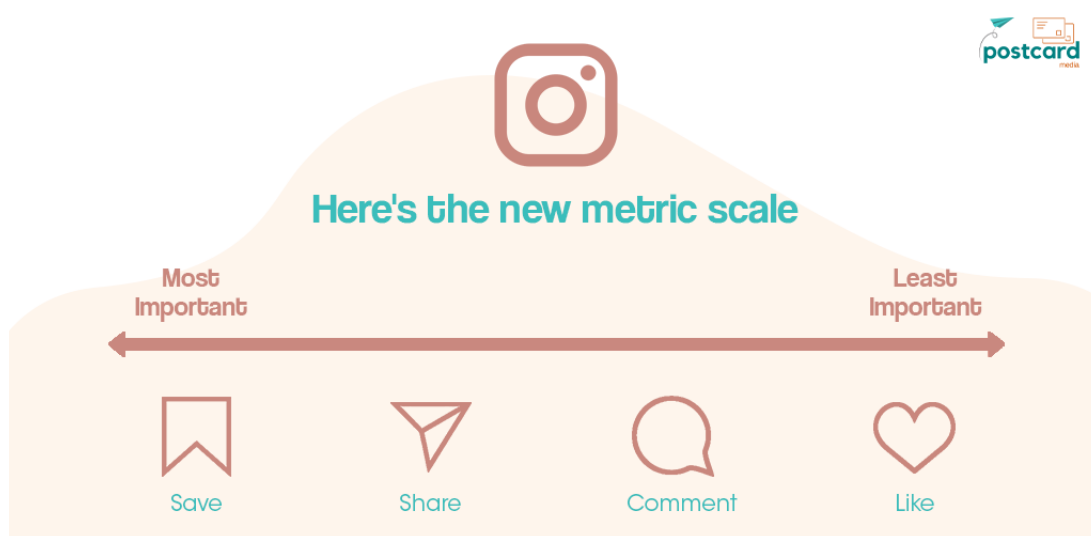 postcard
media
Here's the new metric scale
Most
Important
Least
Important
Save
Share
Comment
Like